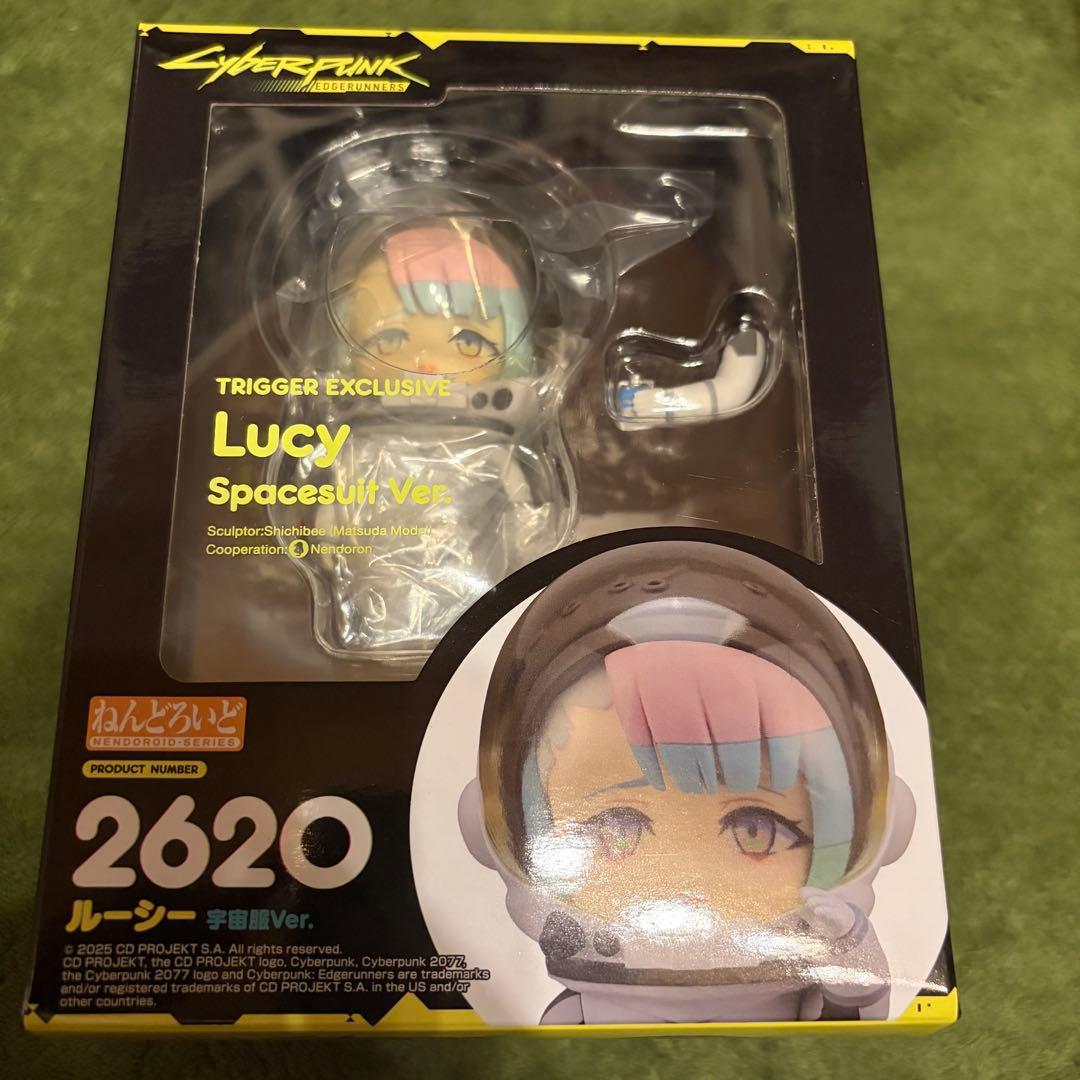 Cyberpunk
EDGERUNNERS
TRIGGER EXCLUSIVE
Lucy
Spacesuit Ver.
Sculptor:Shichibee (Matsuda Model)
Cooperation: Nendoron
ねんどろいど
NENDOROID-SERIES
PRODUCT NUMBER
2620
ルーシー 宇宙服Ver.
© 2025 CD PROJEKT S.A. All rights reserved.
CD PROJEKT, the CD PROJEKT logo, Cyberpunk, Cyberpunk 2077,
the Cyberpunk 2077 logo and Cyberpunk: Edgerunners are trademarks
and/or registered trademarks of CD PROJEKT S.A. in the US and/or
other countries.